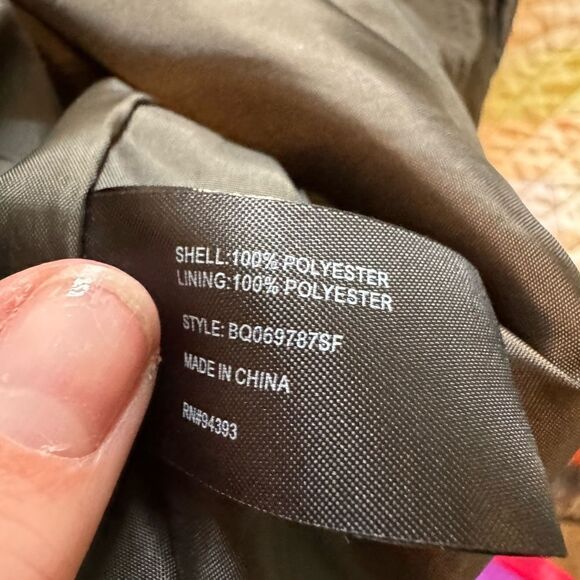 SHELL:100% POLYESTER
LINING:100% POLYESTER
STYLE: BQ069787SF
MADE IN CHINA
RN#94393